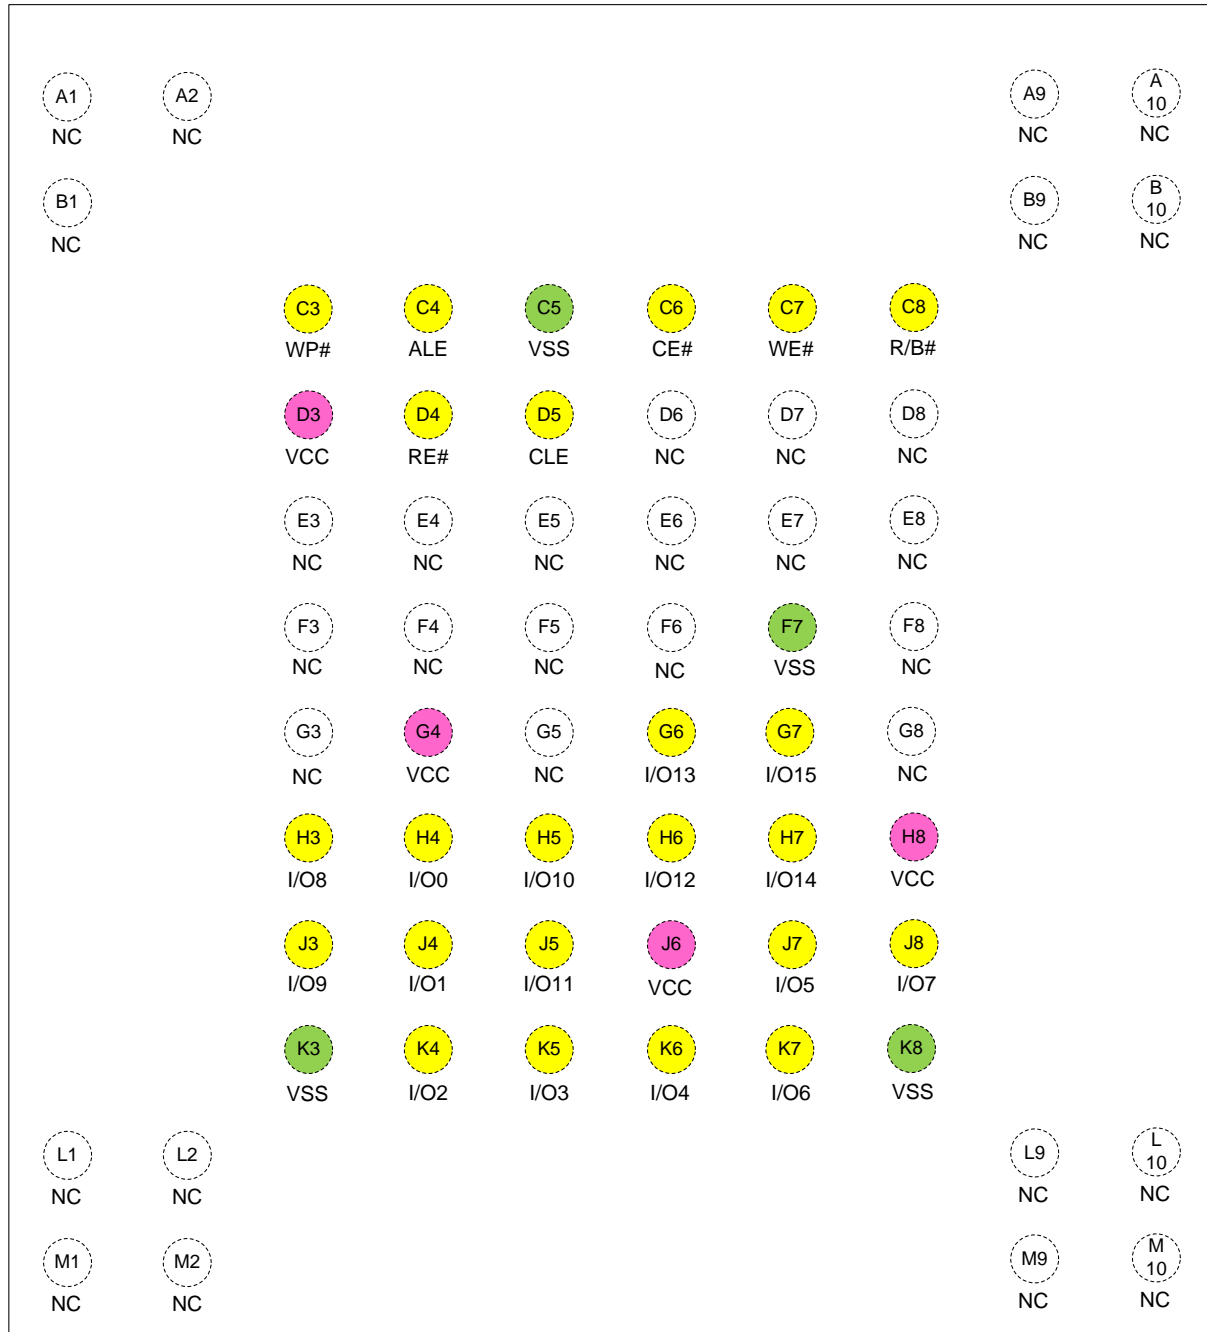 A1 A2 A9 A
10
NC NC NC NC
B1 B9 B
10
NC NC NC
C3 C4 C5 C6 C7 C8
WP# ALE VSS CE# WE# R/B#
D3 D4 D5 D6 D7 D8
VCC RE# CLE NC NC NC
E3 E4 E5 E6 E7 E8
NC NC NC NC NC NC
F3 F4 F5 F6 F7 F8
NC NC NC NC VSS NC
G3 G4 G5 G6 G7 G8
NC VCC NC I/O13 I/O15 NC
H3 H4 H5 H6 H7 H8
I/O8 I/O0 I/O10 I/O12 I/O14 VCC
J3 J4 J5 J6 J7 J8
I/O9 I/O1 I/O11 VCC I/O5 I/O7
K3 K4 K5 K6 K7 K8
VSS I/O2 I/O3 I/O4 I/O6 VSS
L1 L2 L9 L
10
NC NC NC NC
M1 M2 M9 M
10
NC NC NC NC